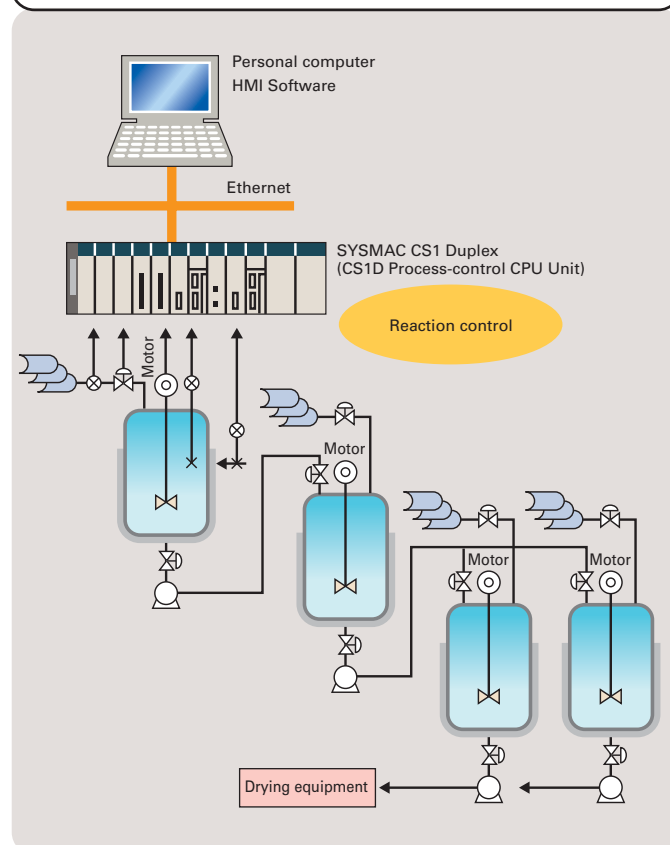 Personal computer
HMI Software
Ethernet
SYSMAC CS1 Duplex
(CS1D Process-control CPU Unit)
Reaction control
Motor
Motor
Motor
Motor
Drying equipment